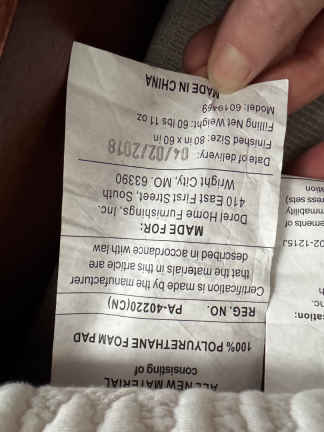 ALL NEW MATERIAL
consisting of
100% POLYURETHANE FOAM PAD
REG. NO. PA-40220(CN)
Certification is made by the manufacturer
that the materials in this article are
described in accordance with law
MADE FOR:
Dorel Home Furnishings, Inc.
410 East First Street, South
Wright City, MO. 63390
Date of delivery: 04/02/2018
Finished Size: 80 in x 60 in
Filling Net Weight: 60 lbs 11 oz
Model: 6019469
MADE IN CHINA